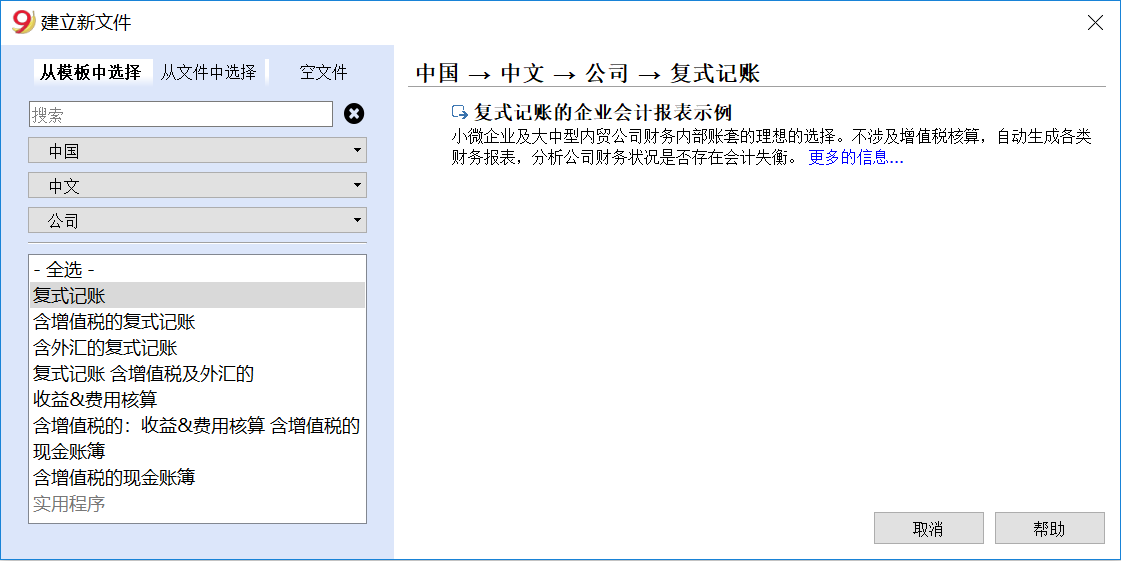 9 建立新文件
从模板中选择 从文件中选择 空文件
搜索
中国
中文
公司
- 全选 -
复式记账
含增值税的复式记账
含外汇的复式记账
复式记账 含增值税及外汇的
收益&费用核算
含增值税的：收益&费用核算 含增值税的
现金账簿
含增值税的现金账簿
实用程序
中国 → 中文 → 公司 → 复式记账
复式记账的企业会计报表示例
小微企业及大中型内贸公司财务内部账套的理想的选择。不涉及增值税核算，自动生成各类
财务报表，分析公司财务状况是否存在会计失衡。 更多的信息...
取消 帮助